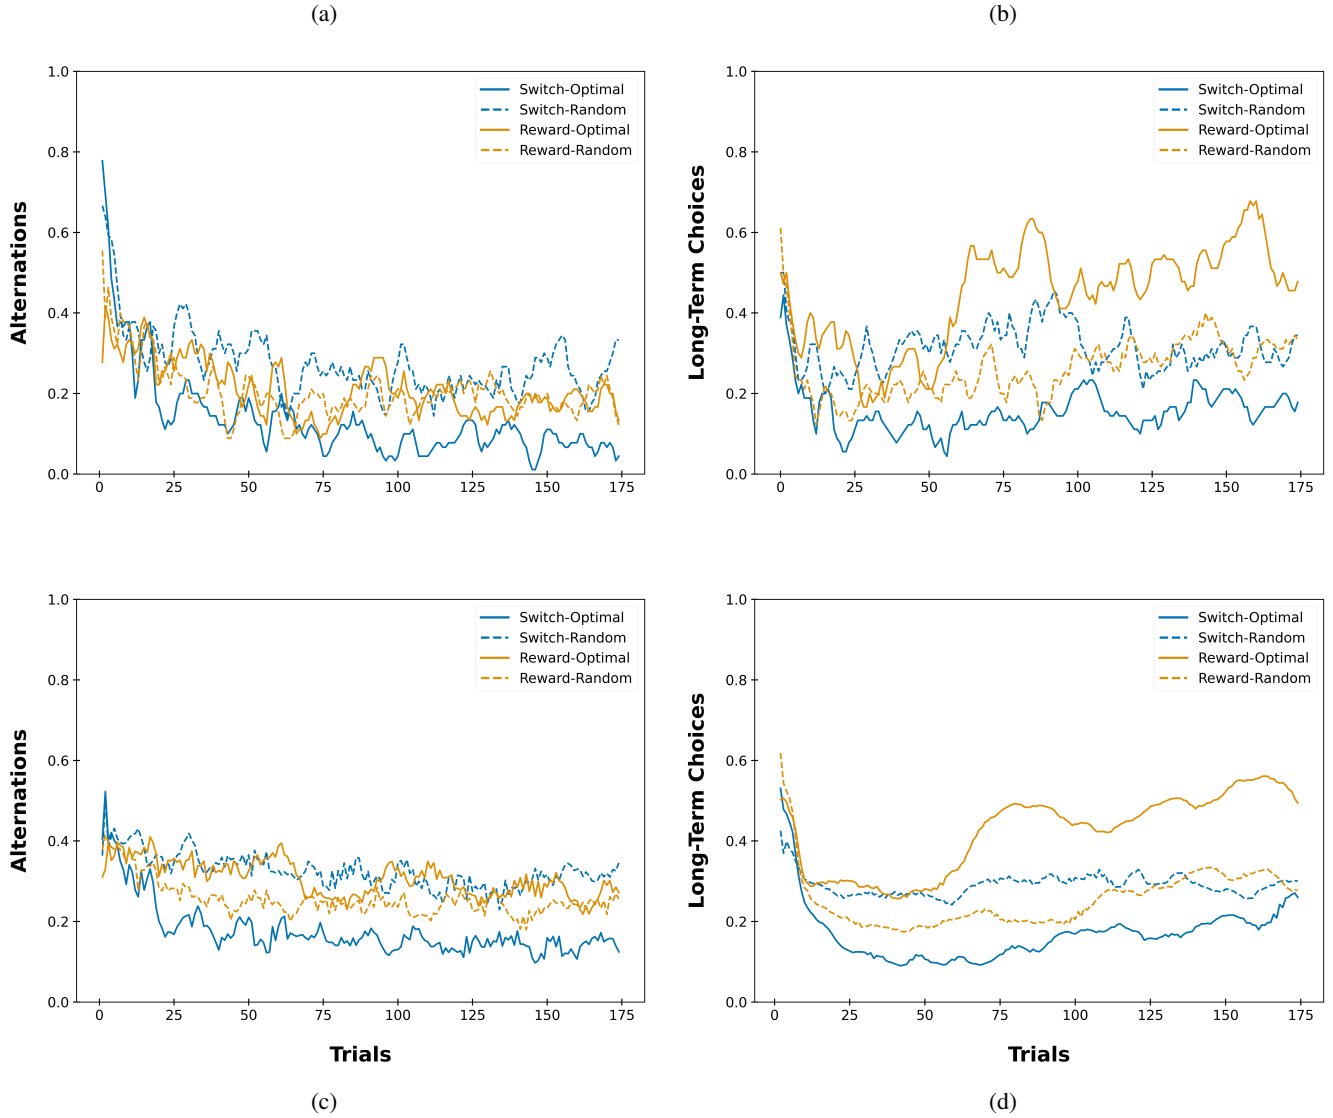 (a)
(b)
Alternations
1.0
0.8
0.6
0.4
0.2
0.0
0 25 50 75 100 125 150 175
Switch-Optimal
Switch-Random
Reward-Optimal
Reward-Random
Long-Term Choices
1.0
0.8
0.6
0.4
0.2
0.0
0 25 50 75 100 125 150 175
Switch-Optimal
Switch-Random
Reward-Optimal
Reward-Random
Alternations
1.0
0.8
0.6
0.4
0.2
0.0
0 25 50 75 100 125 150 175
Switch-Optimal
Switch-Random
Reward-Optimal
Reward-Random
Trials
Long-Term Choices
1.0
0.8
0.6
0.4
0.2
0.0
0 25 50 75 100 125 150 175
Switch-Optimal
Switch-Random
Reward-Optimal
Reward-Random
Trials
(c)
(d)